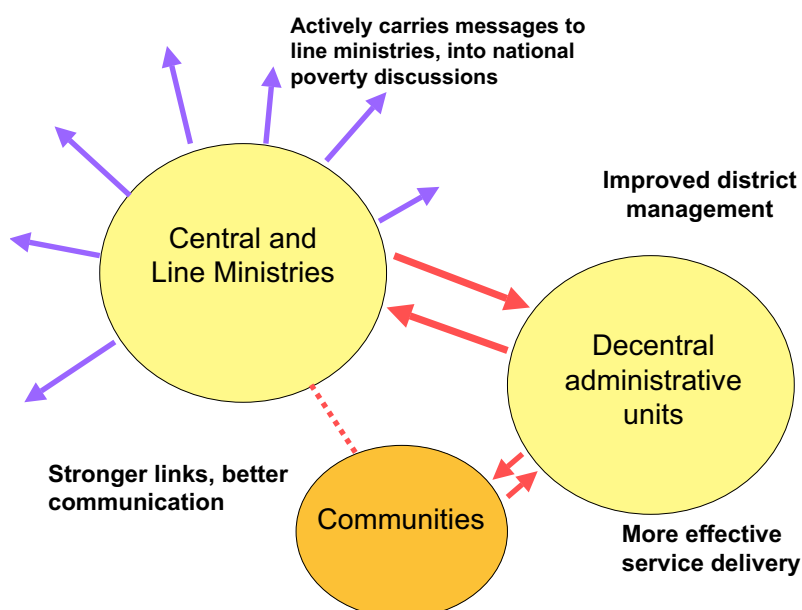 Actively carries messages to
line ministries, into national
poverty discussions
Improved district
management
Central and
Line Ministries
Decentral
administrative
units
Stronger links, better
communication
Communities
More effective
service delivery